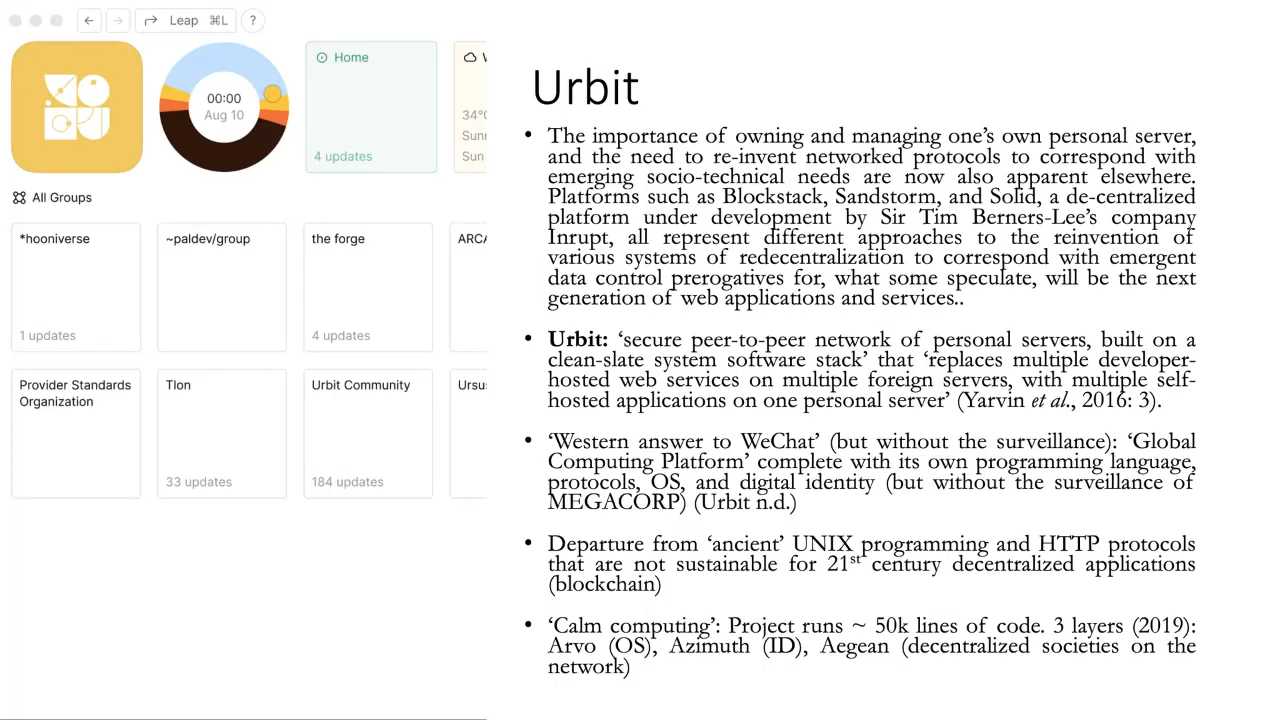 Leap ⌘L ?
00:00
Aug 10
Home
4 updates
34°
Sun
All Groups
*hooniverse
1 updates
~paldev/group
the forge
4 updates
ARCA
Provider Standards
Organization
Tlon
33 updates
Urbit Community
184 updates
Ursu
Urbit
• The importance of owning and managing one’s own personal server,
and the need to re-invent networked protocols to correspond with
emerging socio-technical needs are now also apparent elsewhere.
Platforms such as Blockstack, Sandstorm, and Solid, a de-centralized
platform under development by Sir Tim Berners-Lee’s company
Inrupt, all represent different approaches to the reinvention of
various systems of redecentralization to correspond with emergent
data control prerogatives for, what some speculate, will be the next
generation of web applications and services..
• Urbit: ‘secure peer-to-peer network of personal servers, built on a
clean-slate system software stack’ that ‘replaces multiple developer-
hosted web services on multiple foreign servers, with multiple self-
hosted applications on one personal server’ (Yarvin et al., 2016: 3).
• ‘Western answer to WeChat’ (but without the surveillance): ‘Global
Computing Platform’ complete with its own programming language,
protocols, OS, and digital identity (but without the surveillance of
MEGACORP) (Urbit n.d.)
• Departure from ‘ancient’ UNIX programming and HTTP protocols
that are not sustainable for 21st century decentralized applications
(blockchain)
• ‘Calm computing’: Project runs ~ 50k lines of code. 3 layers (2019):
Arvo (OS), Azimuth (ID), Aegean (decentralized societies on the
network)